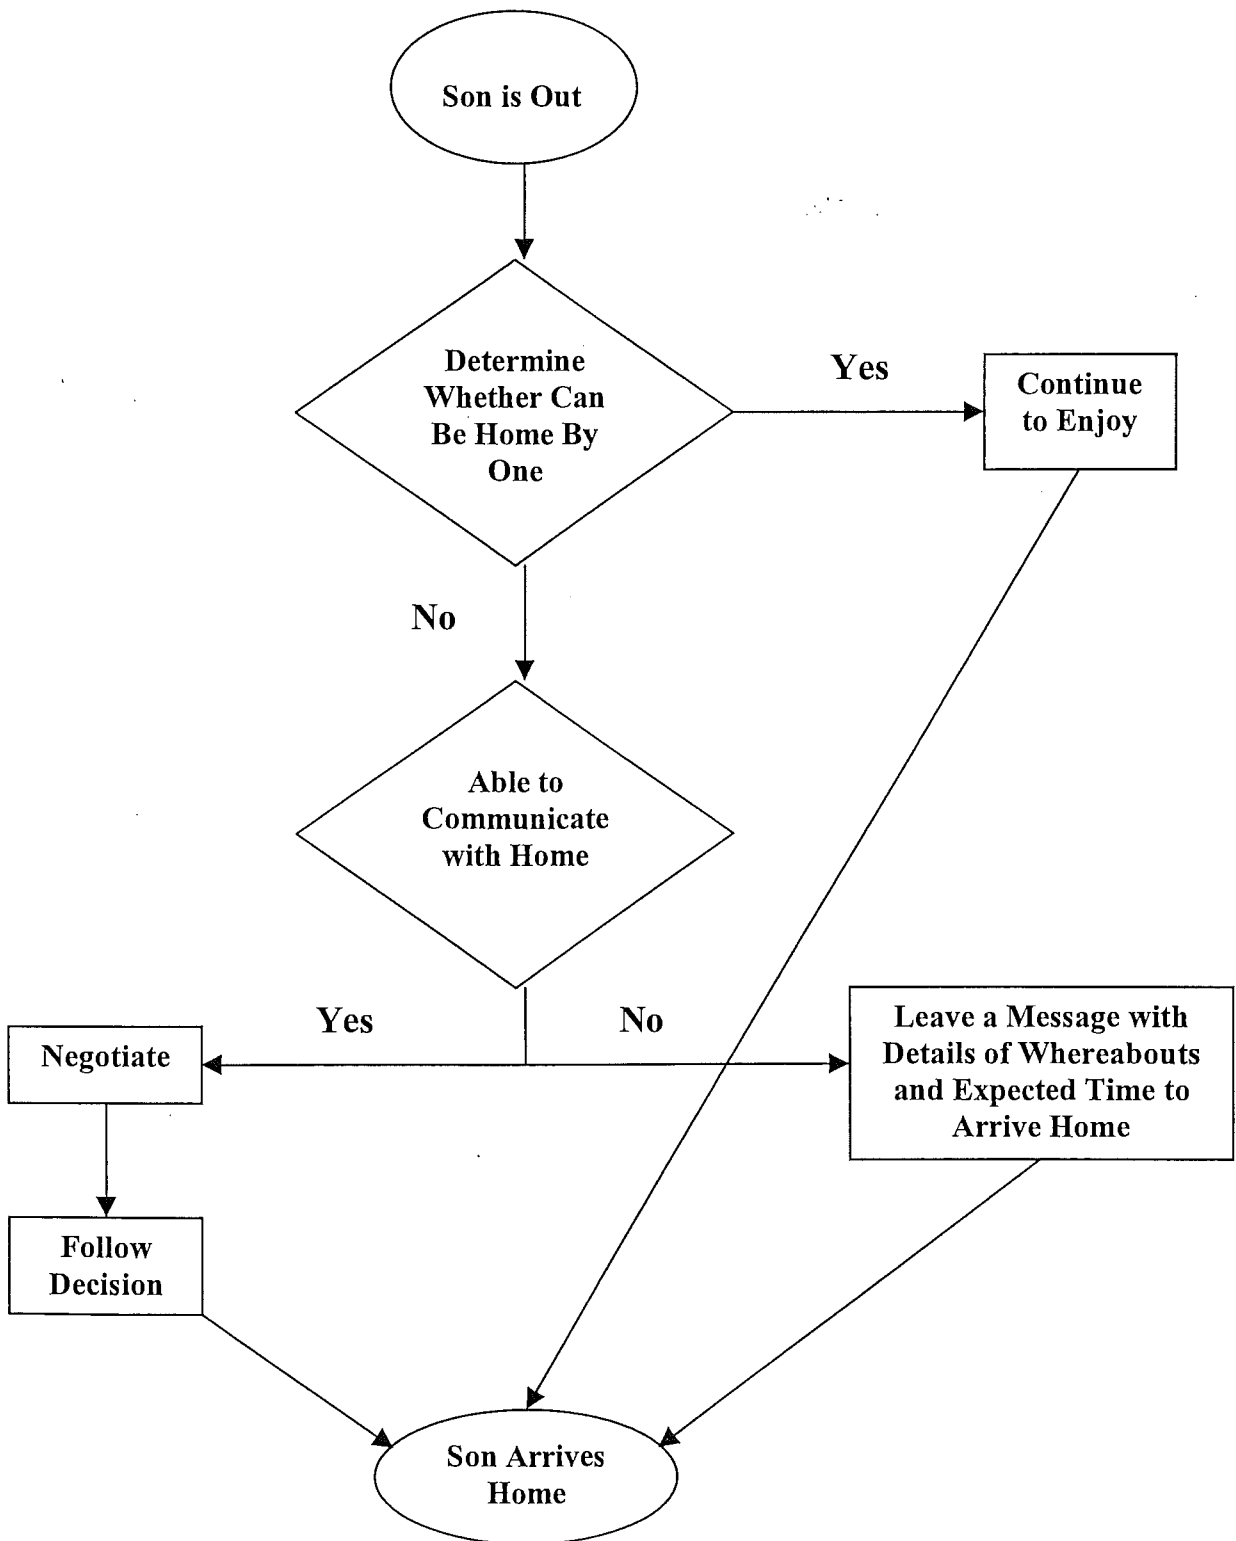 Son is Out
Determine
Whether Can
Be Home By
One
Yes
Continue
to Enjoy
No
Able to
Communicate
with Home
Yes
No
Negotiate
Leave a Message with
Details of Whereabouts
and Expected Time to
Arrive Home
Follow
Decision
Son Arrives
Home